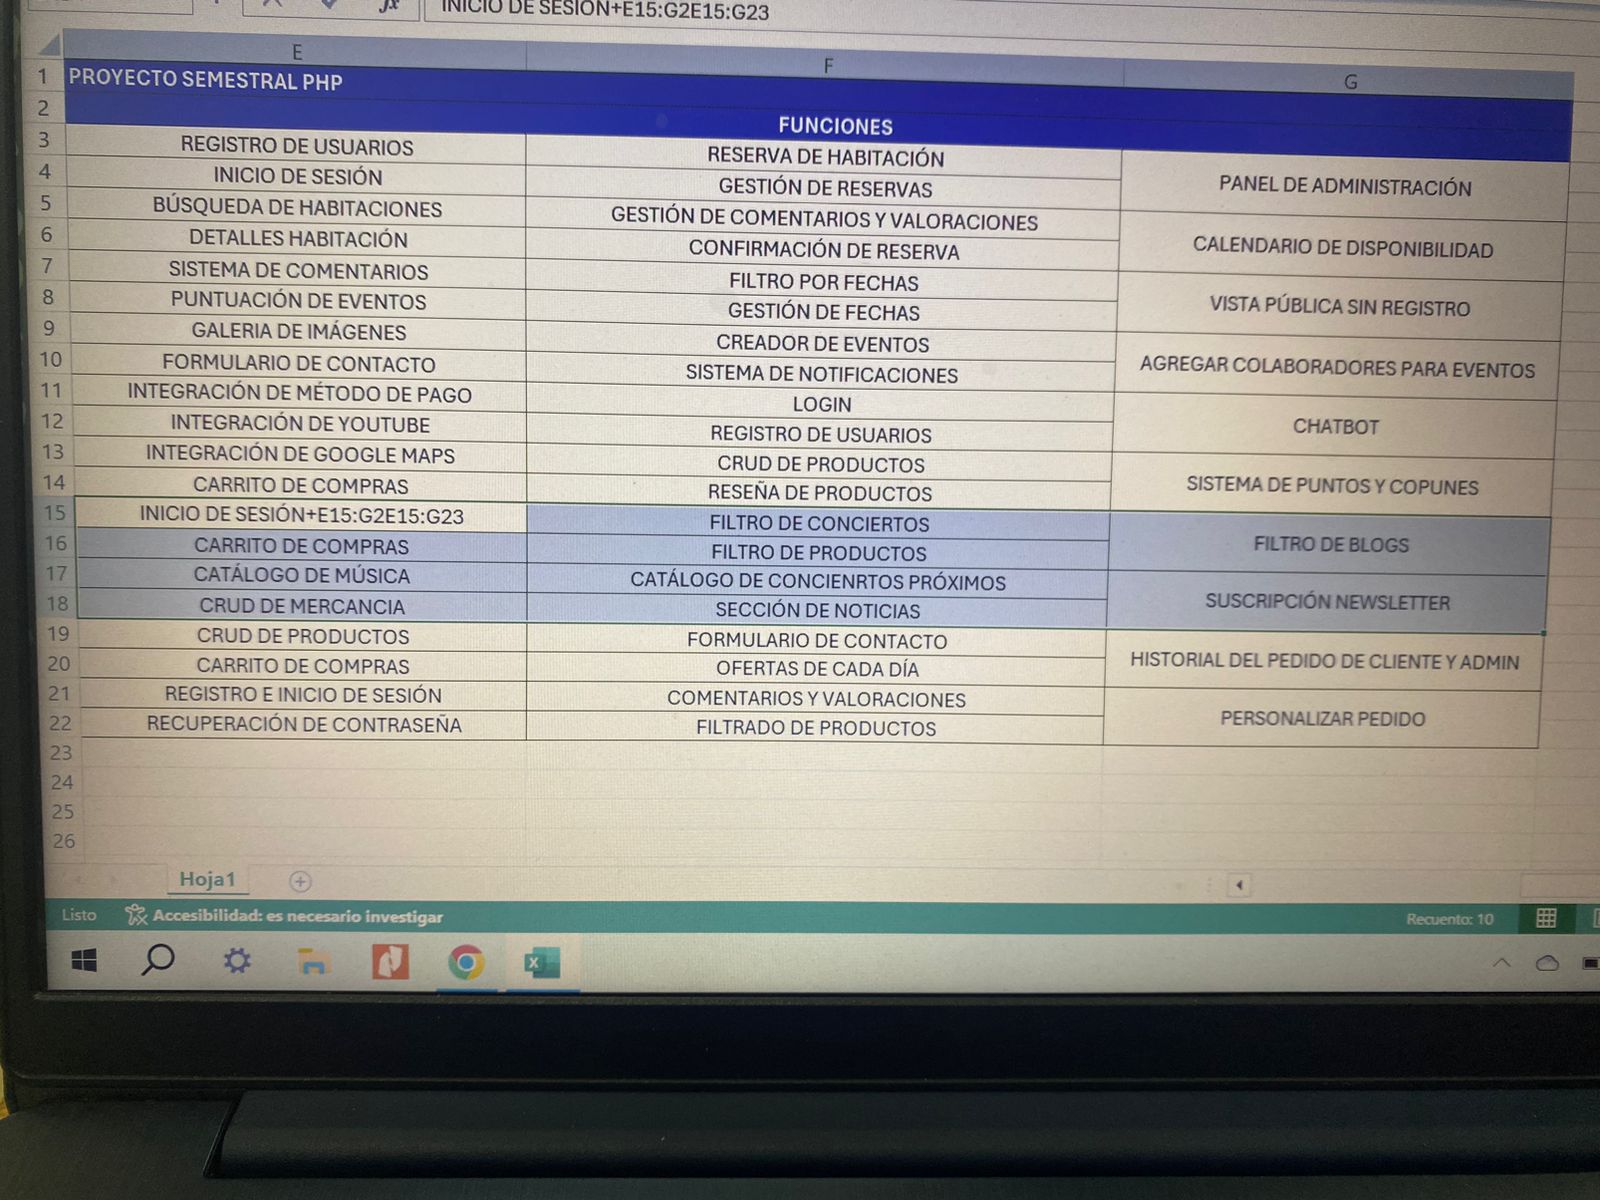 INICIO DE SESIÓN+E15:G2E15:G23
E F G
1 PROYECTO SEMESTRAL PHP
2 FUNCIONES
3 REGISTRO DE USUARIOS RESERVA DE HABITACIÓN PANEL DE ADMINISTRACIÓN
4 INICIO DE SESIÓN GESTIÓN DE RESERVAS
5 BÚSQUEDA DE HABITACIONES GESTIÓN DE COMENTARIOS Y VALORACIONES CALENDARIO DE DISPONIBILIDAD
6 DETALLES HABITACIÓN CONFIRMACIÓN DE RESERVA
7 SISTEMA DE COMENTARIOS FILTRO POR FECHAS VISTA PÚBLICA SIN REGISTRO
8 PUNTUACIÓN DE EVENTOS GESTIÓN DE FECHAS
9 GALERIA DE IMÁGENES CREADOR DE EVENTOS AGREGAR COLABORADORES PARA EVENTOS
10 FORMULARIO DE CONTACTO SISTEMA DE NOTIFICACIONES
11 INTEGRACIÓN DE MÉTODO DE PAGO LOGIN CHATBOT
12 INTEGRACIÓN DE YOUTUBE REGISTRO DE USUARIOS
13 INTEGRACIÓN DE GOOGLE MAPS CRUD DE PRODUCTOS SISTEMA DE PUNTOS Y COPUNES
14 CARRITO DE COMPRAS RESEÑA DE PRODUCTOS
15 INICIO DE SESIÓN+E15:G2E15:G23 FILTRO DE CONCIERTOS FILTRO DE BLOGS
16 CARRITO DE COMPRAS FILTRO DE PRODUCTOS
17 CATÁLOGO DE MÚSICA CATÁLOGO DE CONCIENRTOS PRÓXIMOS SUSCRIPCIÓN NEWSLETTER
18 CRUD DE MERCANCIA SECCIÓN DE NOTICIAS
19 CRUD DE PRODUCTOS FORMULARIO DE CONTACTO HISTORIAL DEL PEDIDO DE CLIENTE Y ADMIN
20 CARRITO DE COMPRAS OFERTAS DE CADA DÍA
21 REGISTRO E INICIO DE SESIÓN COMENTARIOS Y VALORACIONES PERSONALIZAR PEDIDO
22 RECUPERACIÓN DE CONTRASEÑA FILTRADO DE PRODUCTOS
23
24
25
26
Hoja1
Listo Accesibilidad: es necesario investigar Recuento: 10